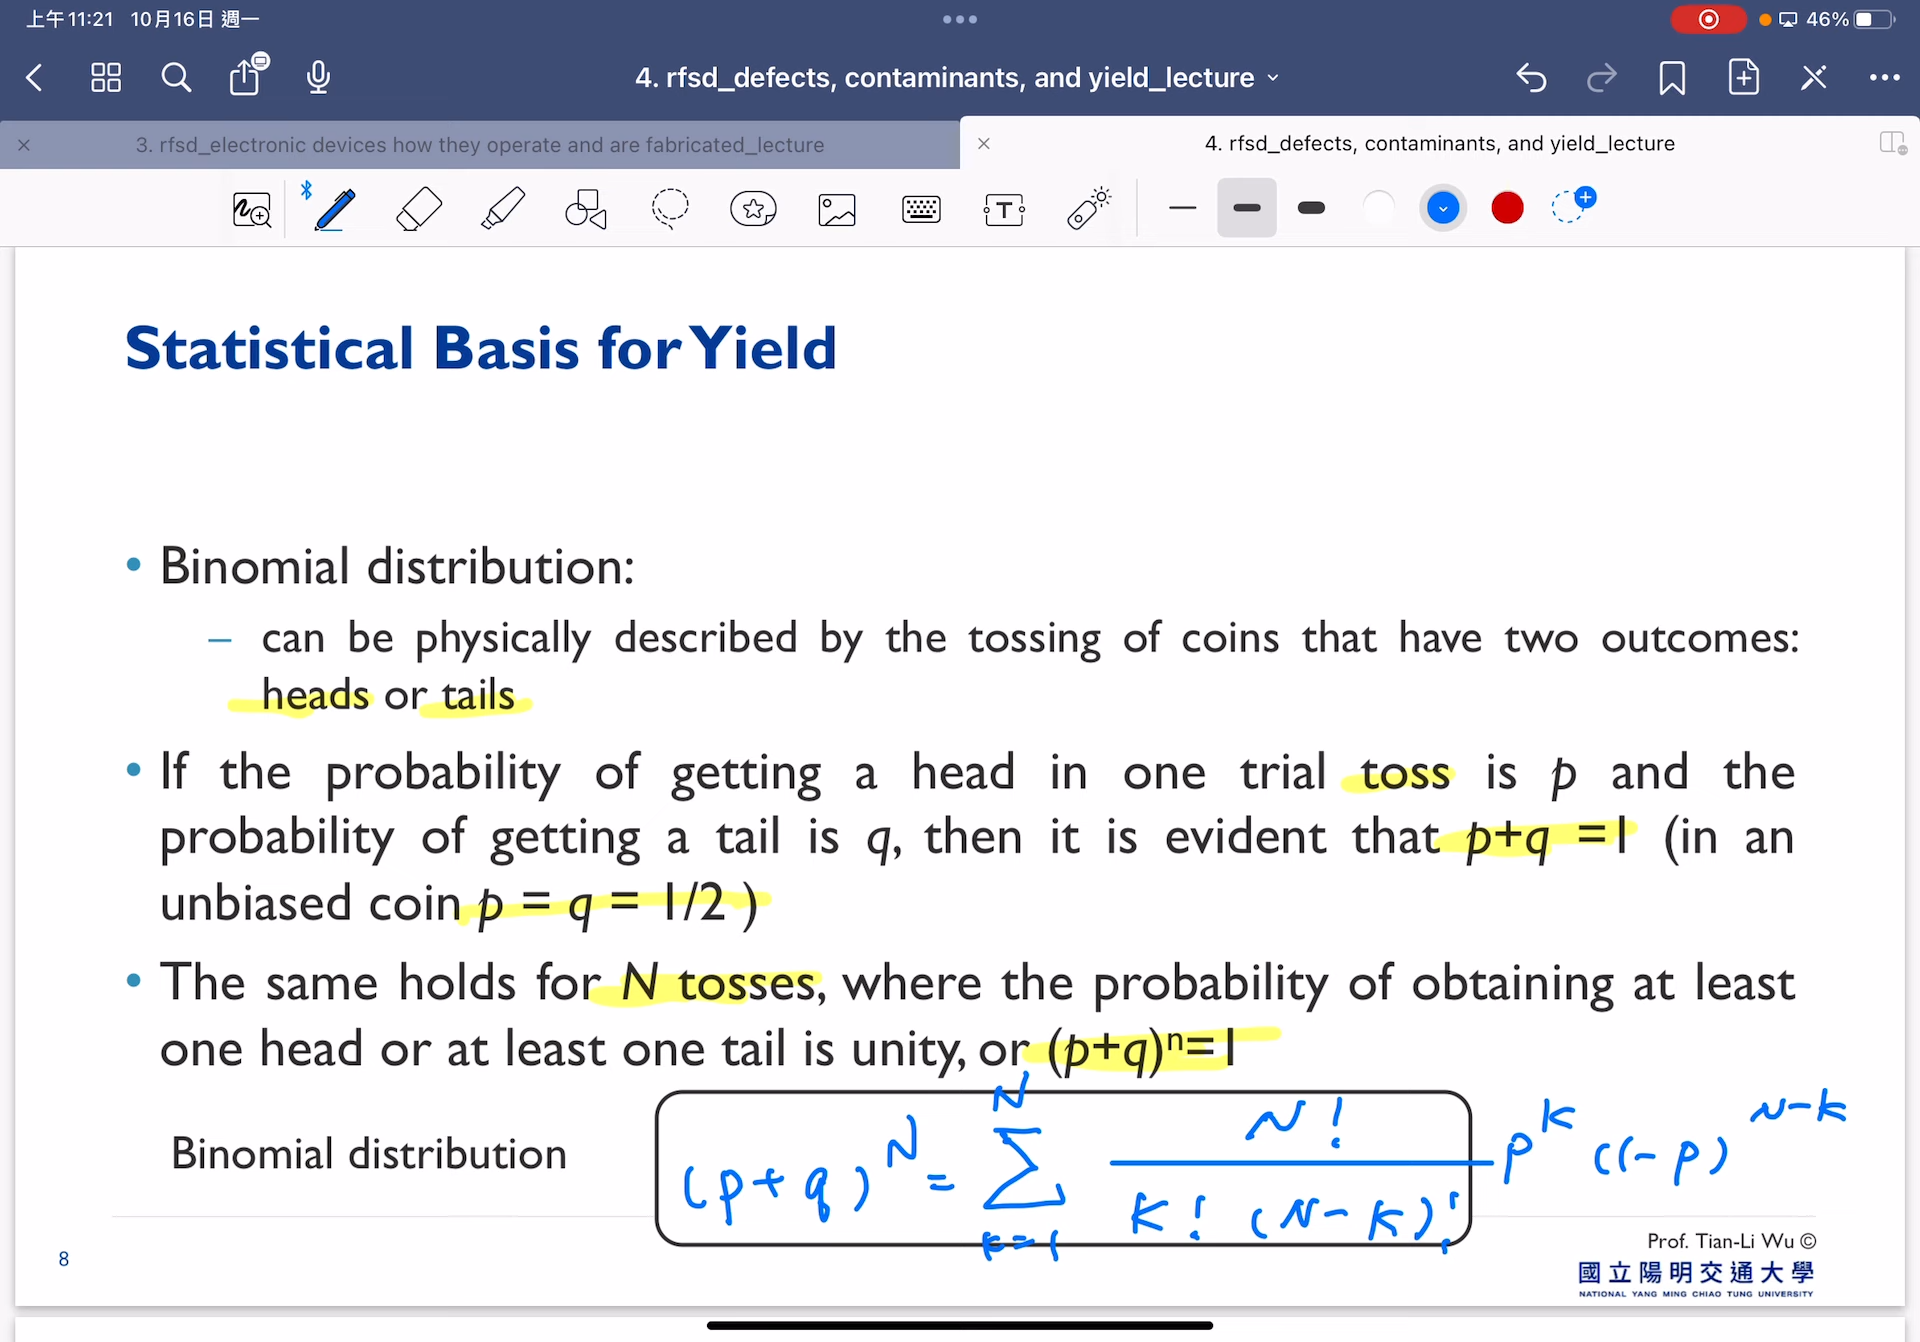 上午11:21 10月16日 週一
46%
4. rfsd_defects, contaminants, and yield_lecture
3. rfsd_electronic devices how they operate and are fabricated_lecture
4. rfsd_defects, contaminants, and yield_lecture
T
Statistical Basis for Yield
• Binomial distribution:
– can be physically described by the tossing of coins that have two outcomes:
heads or tails
• If the probability of getting a head in one trial toss is p and the
probability of getting a tail is q, then it is evident that p+q =1 (in an
unbiased coin p = q = 1/2 )
• The same holds for N tosses, where the probability of obtaining at least
one head or at least one tail is unity, or (p+q)ⁿ=1
Binomial distribution
(p+q)^N = \sum_{k=1}^{N} \frac{N!}{k!(N-k)!} p^k (1-p)^{N-k}
Prof. Tian-Li Wu ©
8
國立陽明交通大學
NATIONAL YANG MING CHIAO TUNG UNIVERSITY